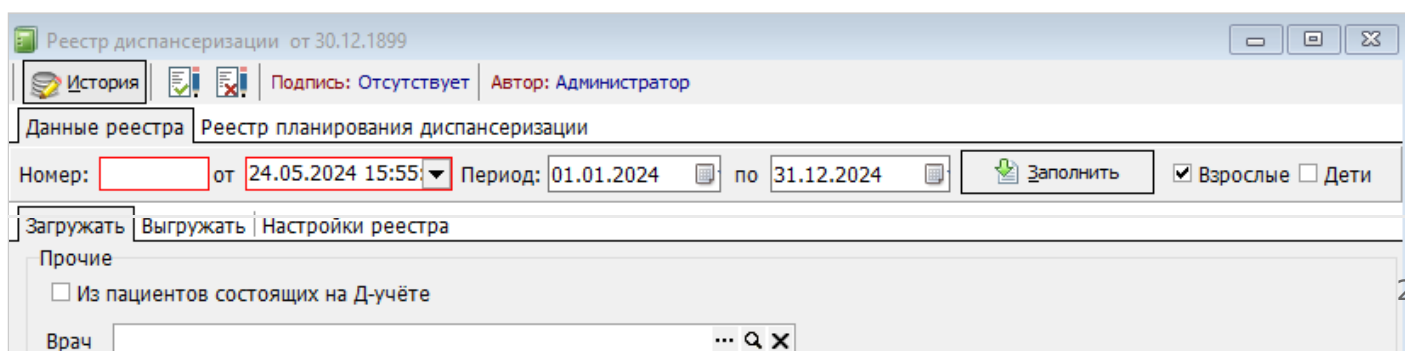 Реестр диспансеризации от 30.12.1899
История Подпись: Отсутствует Автор: Администратор
Данные реестра Реестр планирования диспансеризации
Номер: от 24.05.2024 15:55: Период: 01.01.2024 по 31.12.2024 Заполнить Взрослые Дети
Загружать Выгружать Настройки реестра
Прочие
Из пациентов состоящих на Д-учёте
Врач